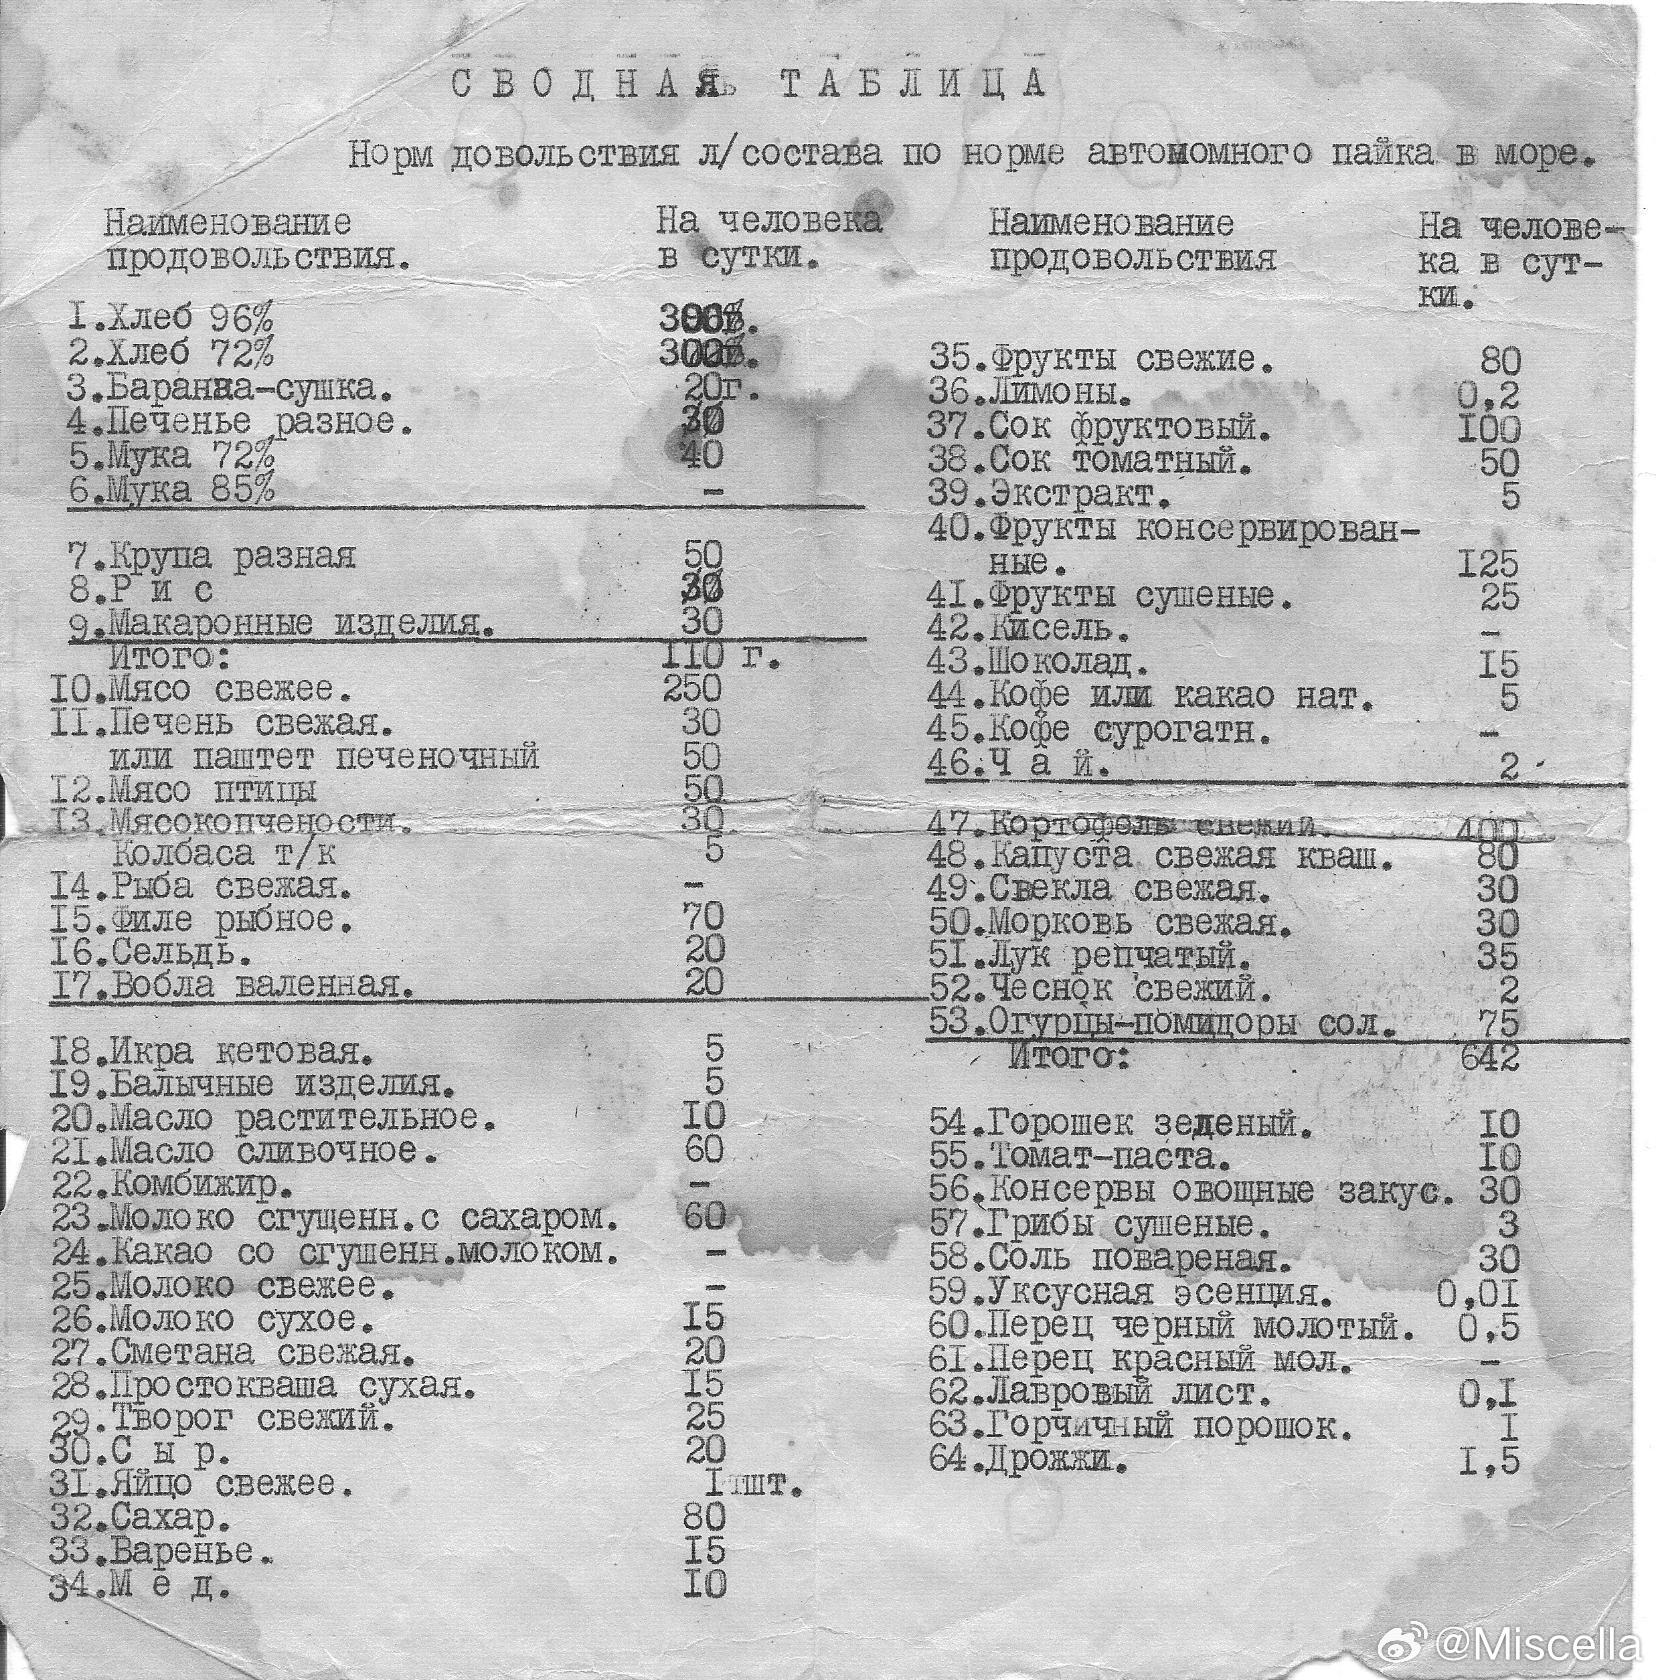 СВОДНАЯ ТАБЛИЦА
Норм довольствия л/состава по норме автономного пайка в море.
Наименование продовольствия. На человека в сутки.
1.Хлеб 96%
2.Хлеб 72%
3.Баранка-сушка. 20г.
4.Печенье разное. 30
5.Мука 72% 40
6.Мука 85% -
7.Крупа разная 50
8.Р и с 30
9.Макаронные изделия. 30
Итого: 110 г.
10.Мясо свежее. 250
11.Печень свежая. 30
или паштет печеночный 50
12.Мясо птицы 50
13.Мясокопчености. 30
Колбаса т/к 5
14.Рыба свежая. -
15.Филе рыбное. 70
16.Сельдь. 20
17.Вобла валенная. 20
18.Икра кетовая. 5
19.Балычные изделия. 5
20.Масло растительное. 10
21.Масло сливочное. 60
22.Комбижир. -
23.Молоко сгущенн.с сахаром. 60
24.Какао со сгушенн.молоком. -
25.Молоко свежее. -
26.Молоко сухое. 15
27.Сметана свежая. 20
28.Простокваша сухая. 15
29.Творог свежий. 25
30.С ы р. 20
31.Яйцо свежее. 1 шт.
32.Сахар. 80
33.Варенье. 15
34.М ё д. 10
Наименование продовольствия На челове-
ка в сут-
ки.
35.Фрукты свежие. 80
36.Лимоны. 0,2
37.Сок фруктовый. 100
38.Сок томатный. 50
39.Экстракт. 5
40.Фрукты консервирован-
ные. 125
41.Фрукты сушеные. 25
42.Кисель. -
43.Шоколад. 15
44.Кофе или какао нат. 5
45.Кофе сурогатн. -
46.Ч а й. 2
47.Кортофель свежий. 400
48.Капуста свежая кваш. 80
49.Свекла свежая. 30
50.Морковь свежая. 30
51.Лук репчатый. 35
52.Чеснок свежий. 2
53.Огурцы-помидоры сол. 75
Итого: 642
54.Горошек зеленый. 10
55.Томат-паста. 10
56.Консервы овощные закус. 30
57.Грибы сушеные. 3
58.Соль повареная. 30
59.Уксусная эсенция. 0,01
60.Перец черный молотый. 0,5
61.Перец красный мол. -
62.Лавровый лист. 0,1
63.Горчичный порошок. 1
64.Дрожжи. 1,5
@Miscella